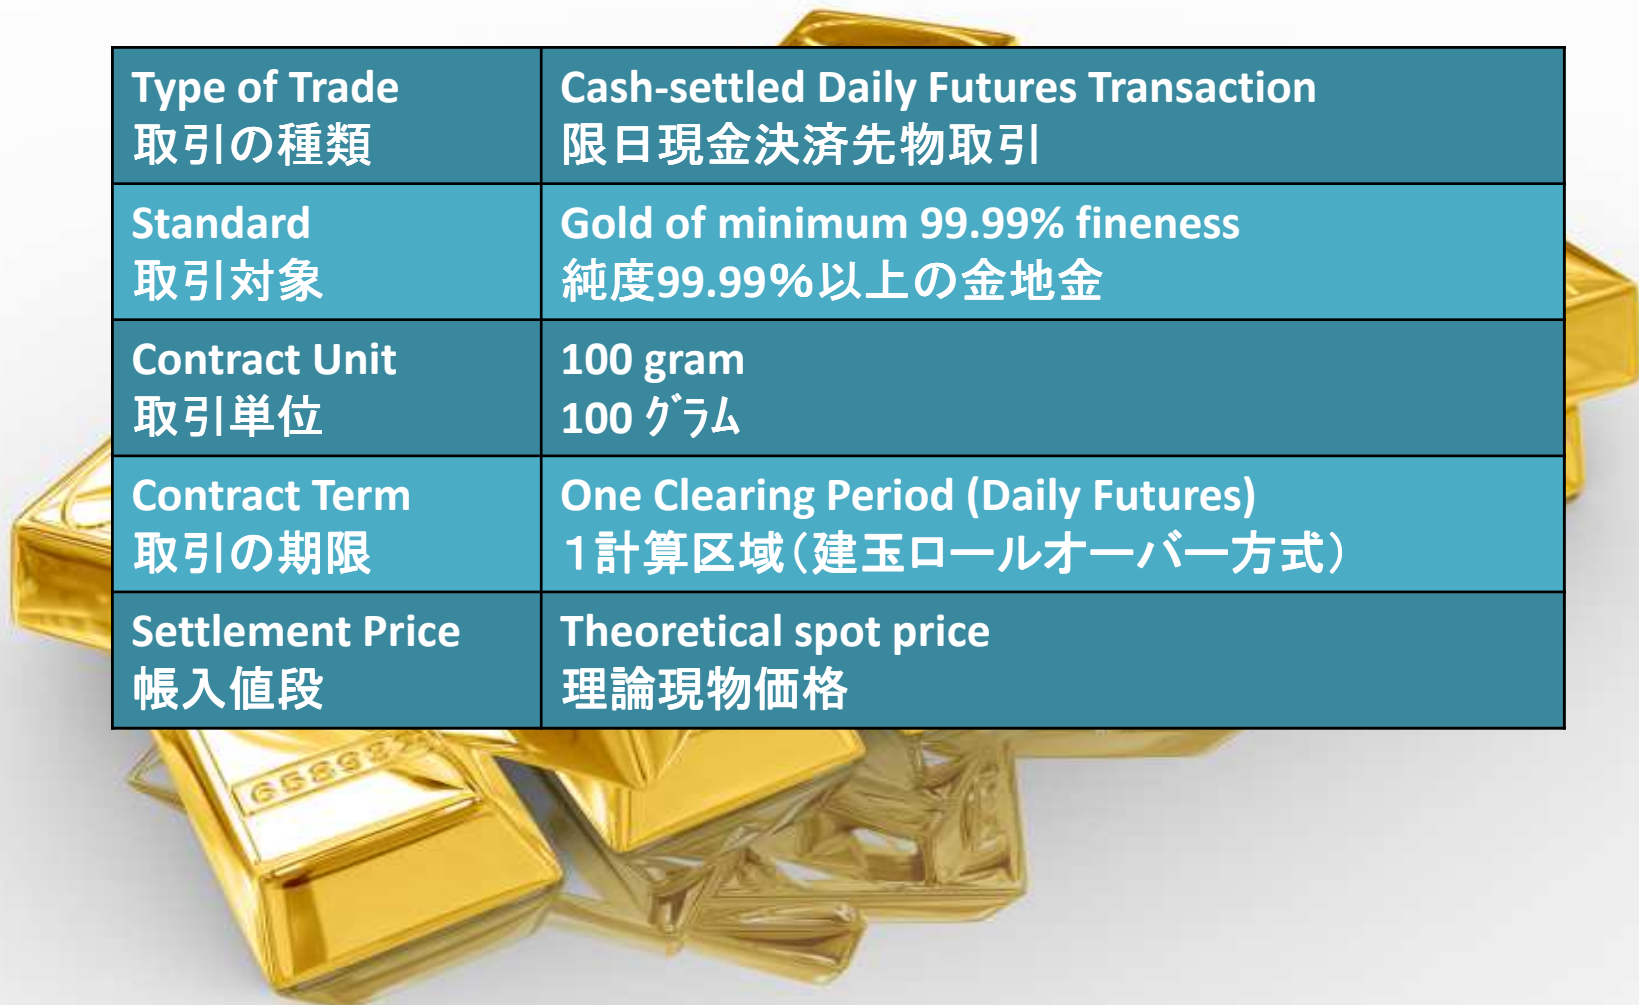 Type of Trade
取引の種類
Cash-settled Daily Futures Transaction
限日現金決済先物取引
Standard
取引対象
Gold of minimum 99.99% fineness
純度99.99%以上の金地金
Contract Unit
取引単位
100 gram
100 グラム
Contract Term
取引の期限
One Clearing Period (Daily Futures)
1計算区域(建玉ロールオーバー方式)
Settlement Price
帳入値段
Theoretical spot price
理論現物価格